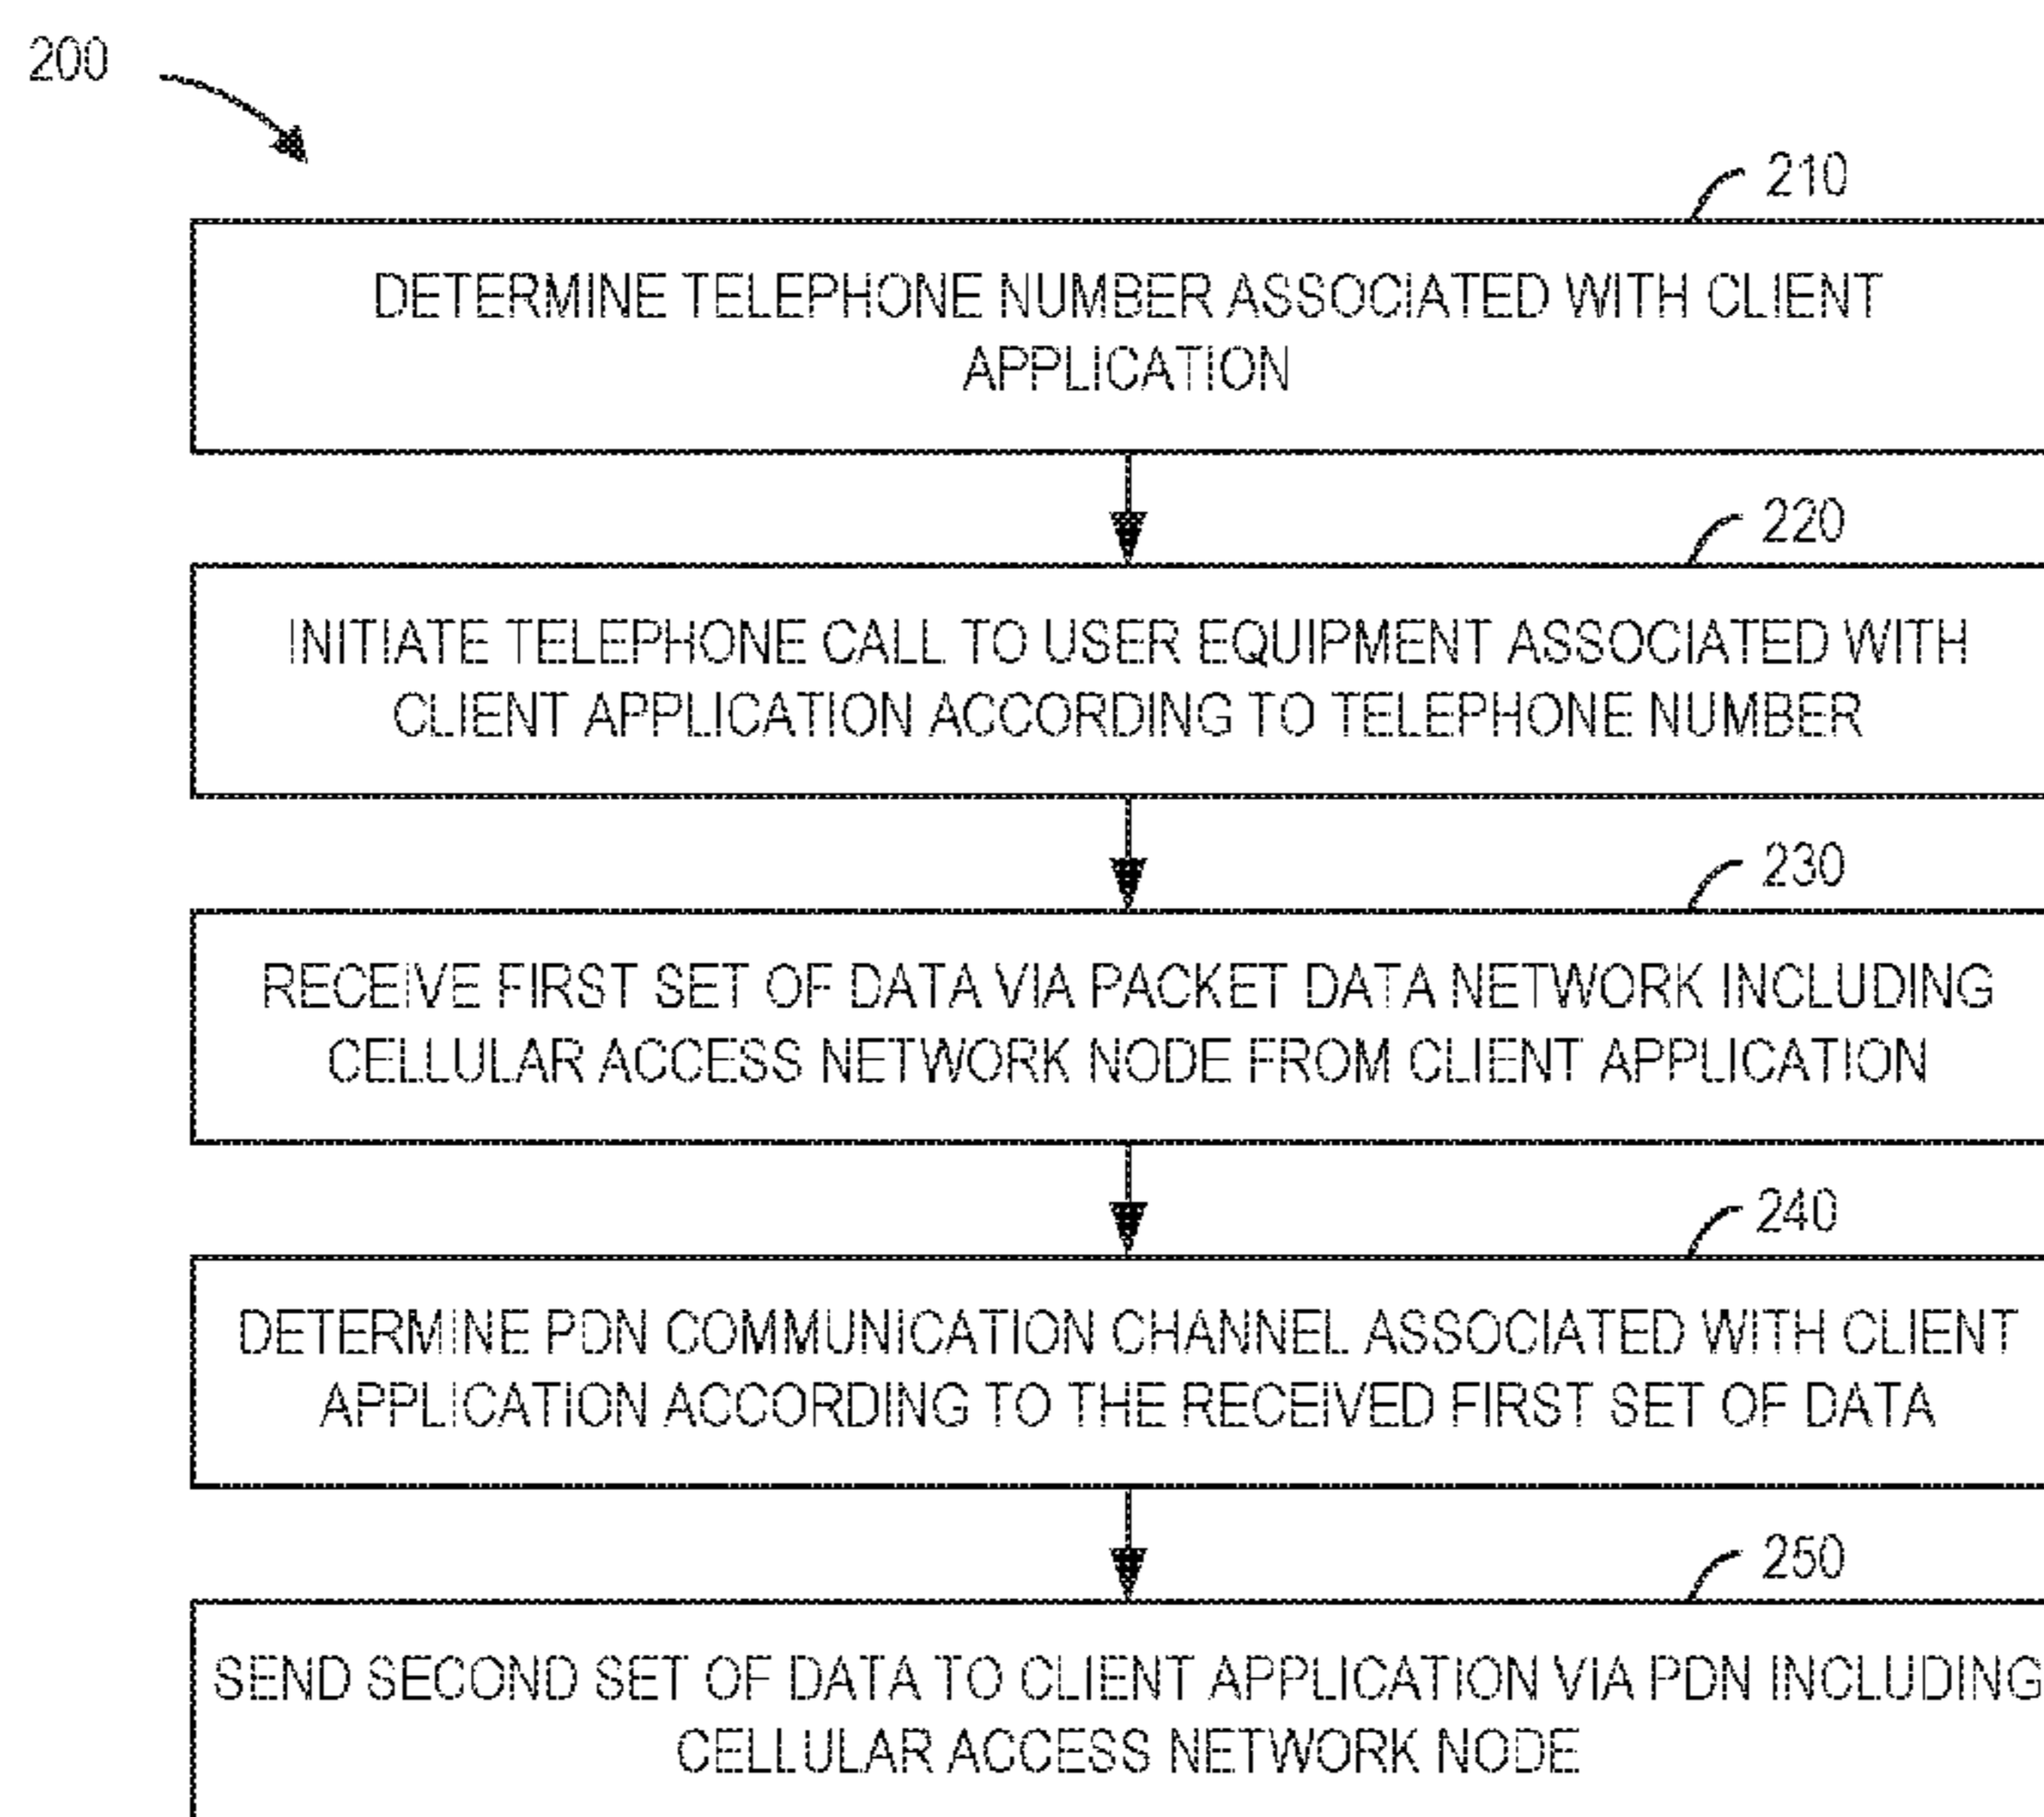 200
210
DETERMINE TELEPHONE NUMBER ASSOCIATED WITH CLIENT
APPLICATION
220
INITIATE TELEPHONE CALL TO USER EQUIPMENT ASSOCIATED WITH
CLIENT APPLICATION ACCORDING TO TELEPHONE NUMBER
230
RECEIVE FIRST SET OF DATA VIA PACKET DATA NETWORK INCLUDING
CELLULAR ACCESS NETWORK NODE FROM CLIENT APPLICATION
240
DETERMINE PDN COMMUNICATION CHANNEL ASSOCIATED WITH CLIENT
APPLICATION ACCORDING TO THE RECEIVED FIRST SET OF DATA
250
SEND SECOND SET OF DATA TO CLIENT APPLICATION VIA PDN INCLUDING
CELLULAR ACCESS NETWORK NODE